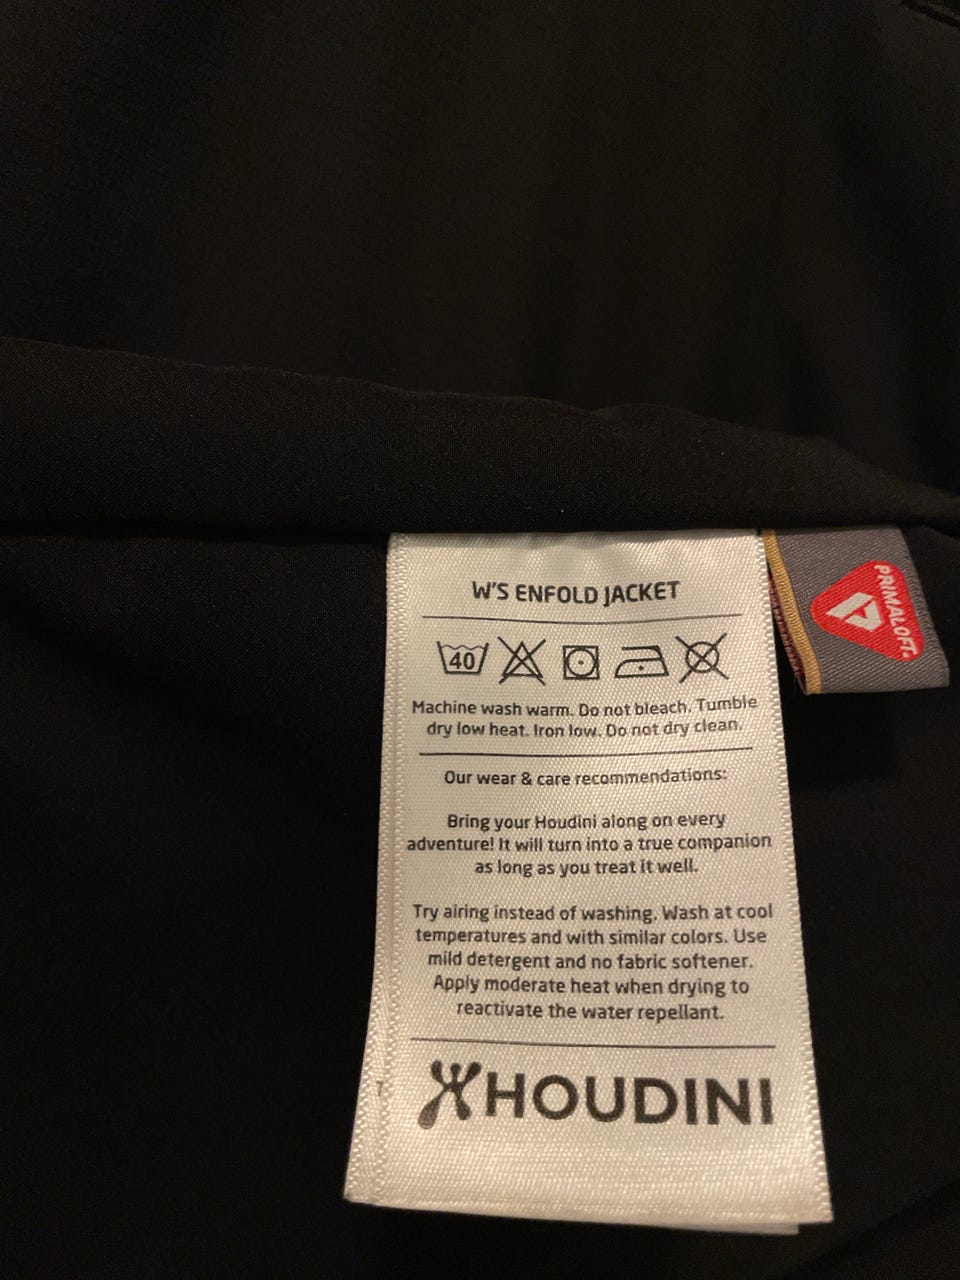 W'S ENFOLD JACKET
40
Machine wash warm. Do not bleach. Tumble
dry low heat. Iron low. Do not dry clean.
Our wear & care recommendations:
Bring your Houdini along on every
adventure! It will turn into a true companion
as long as you treat it well.
Try airing instead of washing. Wash at cool
temperatures and with similar colors. Use
mild detergent and no fabric softener.
Apply moderate heat when drying to
reactivate the water repellant.
HOUDINI
PRIMALOFT.